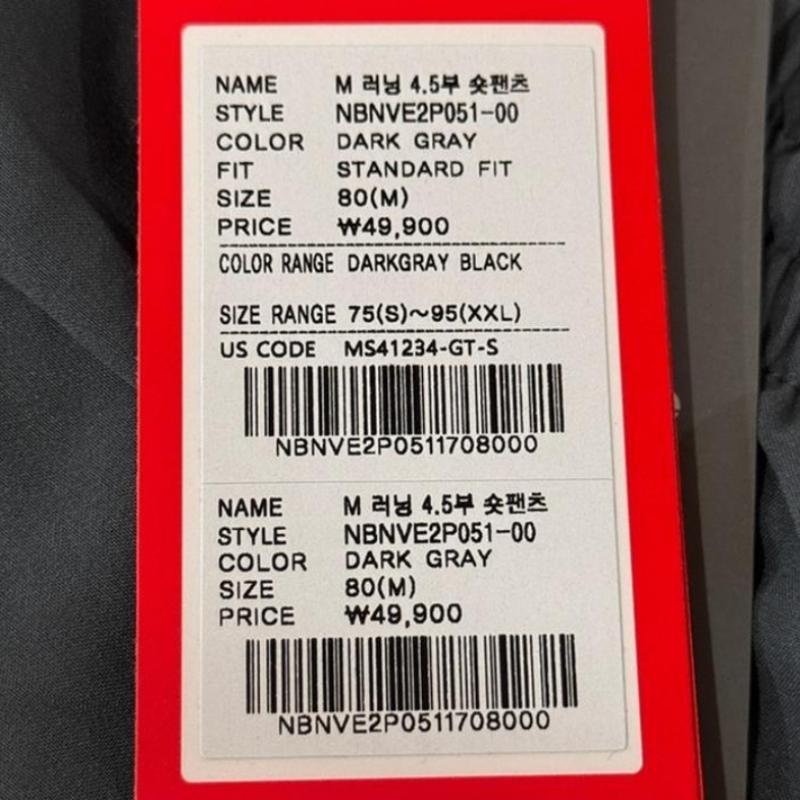 NAME M 러닝 4.5부 숏팬츠
STYLE NBNVE2P051-00
COLOR DARK GRAY
FIT STANDARD FIT
SIZE 80(M)
PRICE ₩49,900
COLOR RANGE DARKGRAY BLACK
SIZE RANGE 75(S)~95(XXL)
US CODE MS41234-GT-S
NBNVE2P0511708000
NAME M 러닝 4.5부 숏팬츠
STYLE NBNVE2P051-00
COLOR DARK GRAY
SIZE 80(M)
PRICE ₩49,900
NBNVE2P0511708000